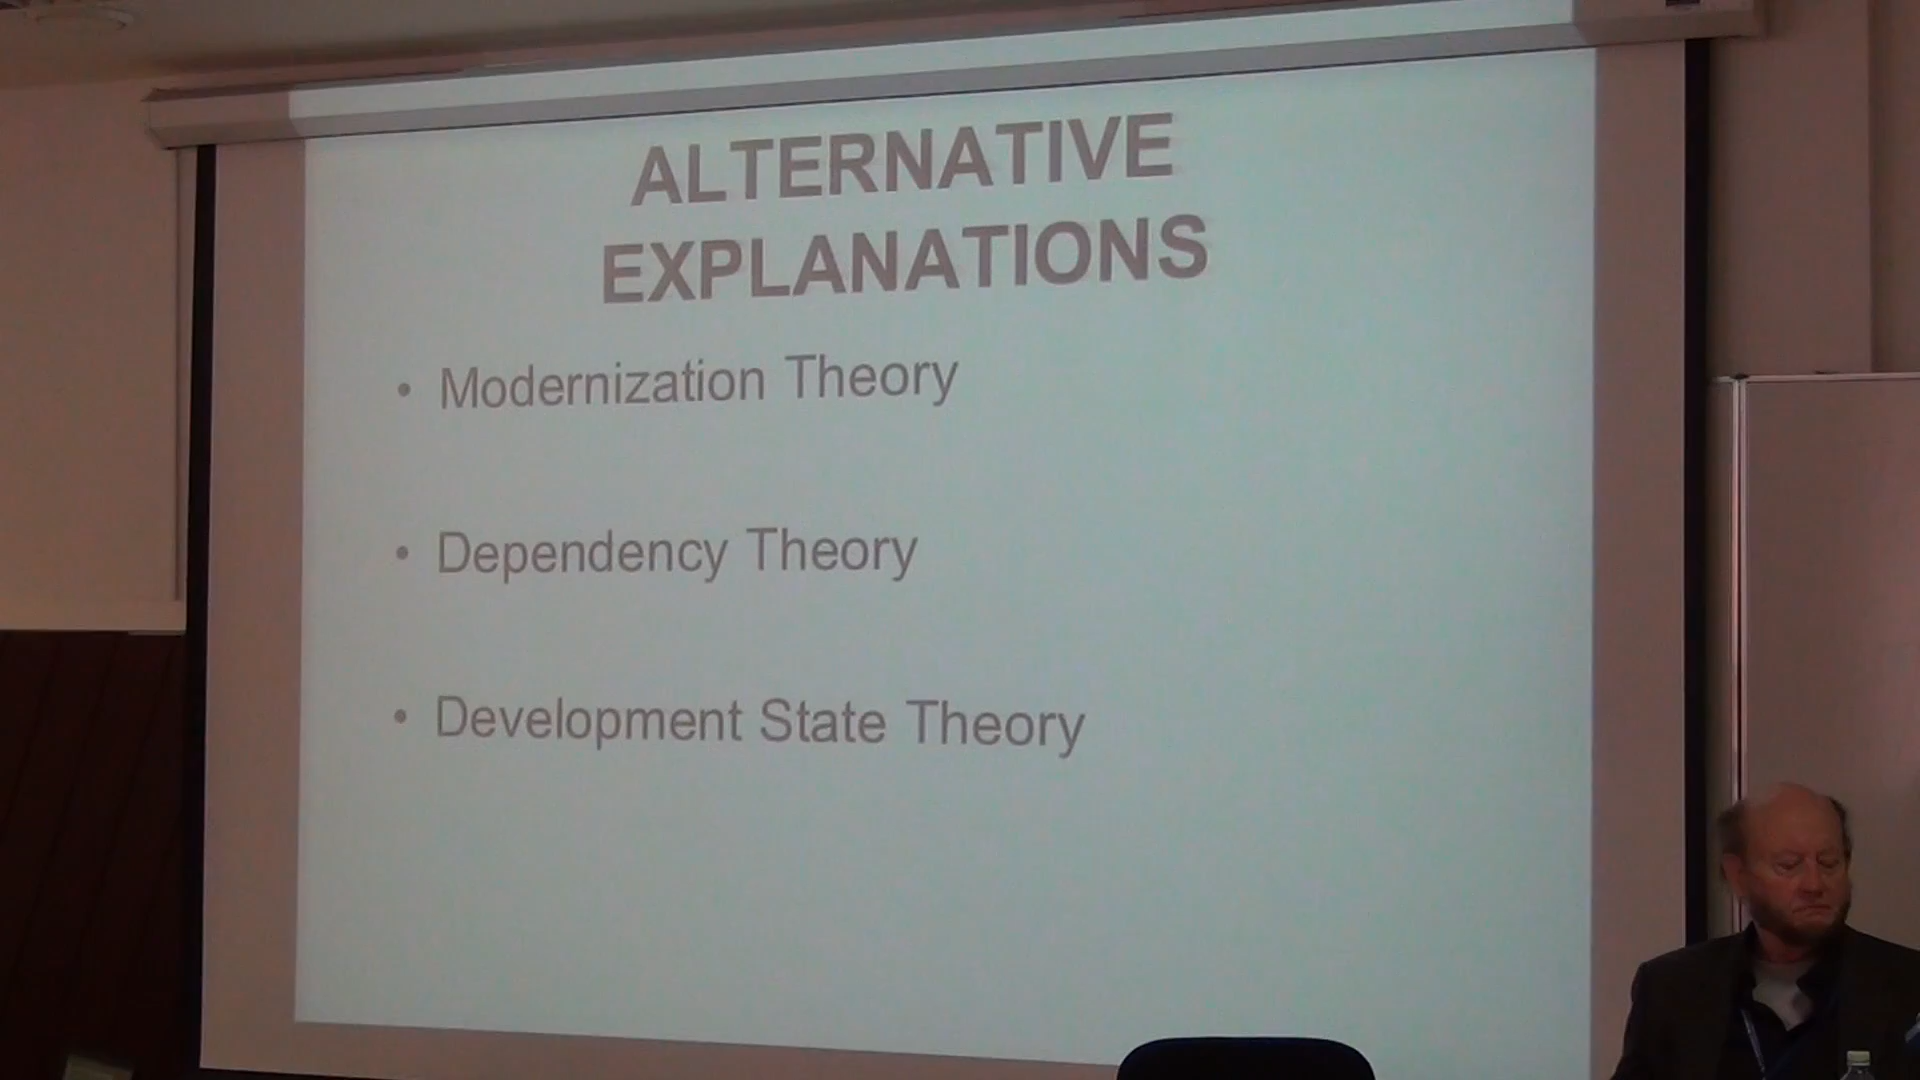 ALTERNATIVE
EXPLANATIONS
• Modernization Theory
• Dependency Theory
• Development State Theory